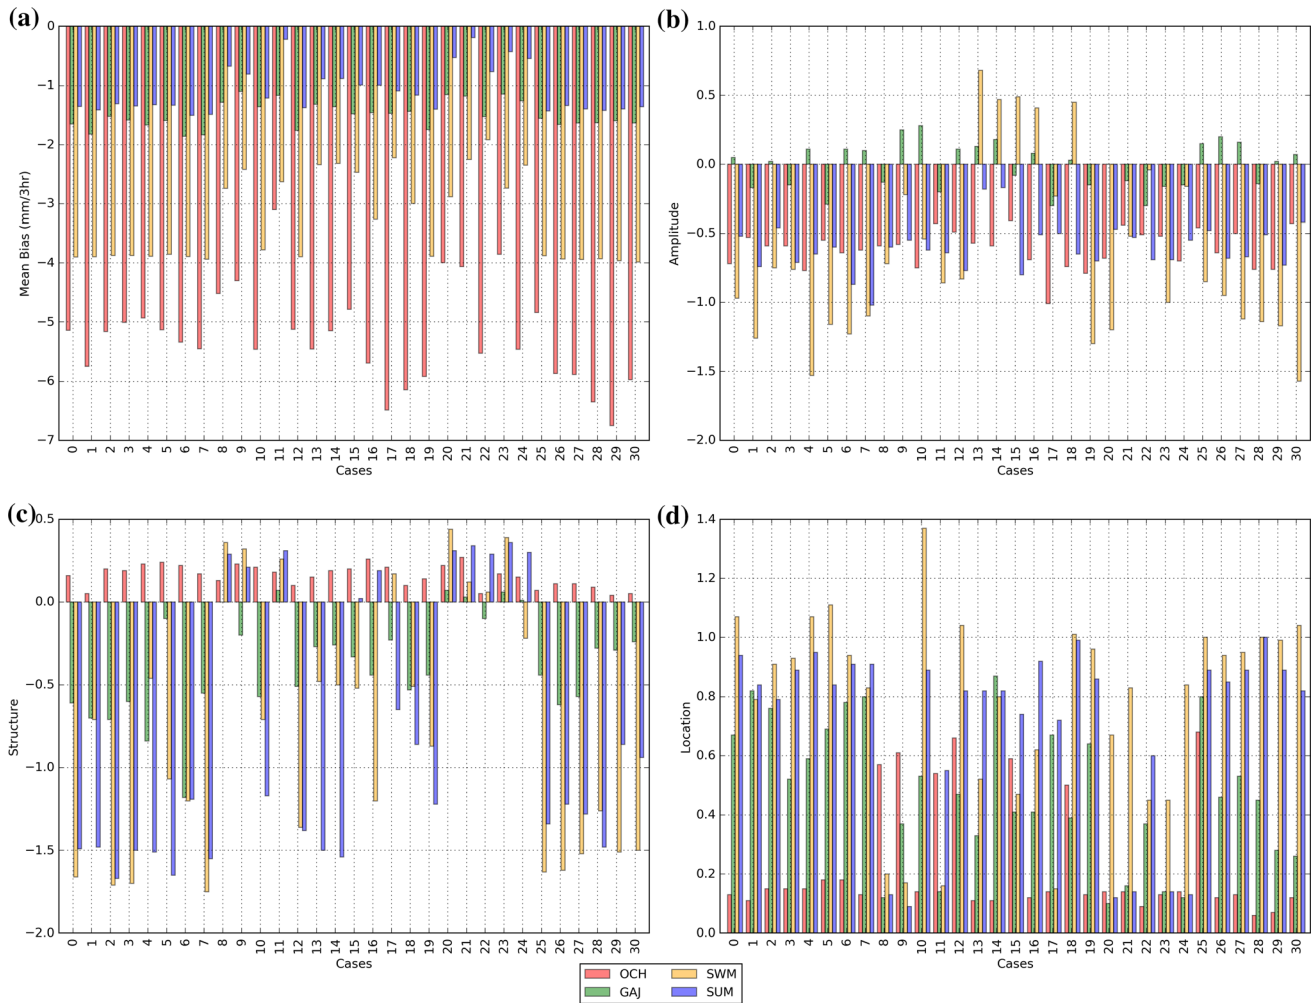 (a)
0
−1
−2
−3
−4
−5
−6
−7
Mean Bias (mm/3hr)
0 1 2 3 4 5 6 7 8 9 10 11 12 13 14 15 16 17 18 19 20 21 22 23 24 25 26 27 28 29 30
Cases
(b)
1.0
0.5
0.0
−0.5
−1.0
−1.5
−2.0
Amplitude
0 1 2 3 4 5 6 7 8 9 10 11 12 13 14 15 16 17 18 19 20 21 22 23 24 25 26 27 28 29 30
Cases
(c)
0.5
0.0
−0.5
−1.0
−1.5
−2.0
Structure
0 1 2 3 4 5 6 7 8 9 10 11 12 13 14 15 16 17 18 19 20 21 22 23 24 25 26 27 28 29 30
Cases
(d)
1.4
1.2
1.0
0.8
0.6
0.4
0.2
0.0
Location
0 1 2 3 4 5 6 7 8 9 10 11 12 13 14 15 16 17 18 19 20 21 22 23 24 25 26 27 28 29 30
Cases
OCH SWM
GAJ SUM